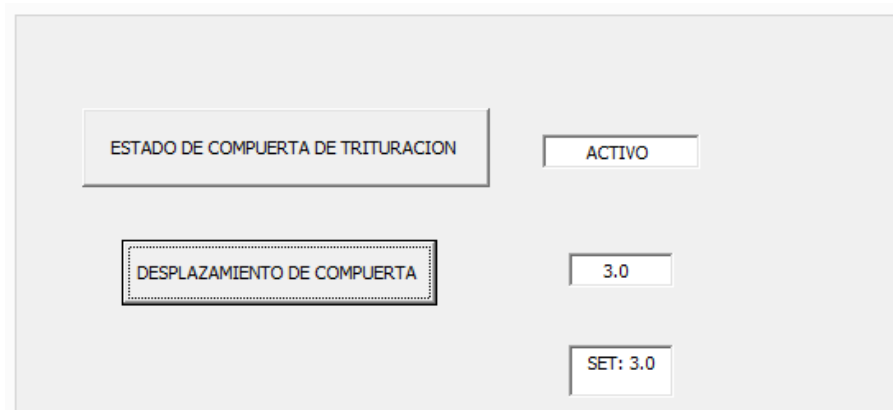 ESTADO DE COMPUERTA DE TRITURACION
ACTIVO
DESPLAZAMIENTO DE COMPUERTA
3.0
SET: 3.0